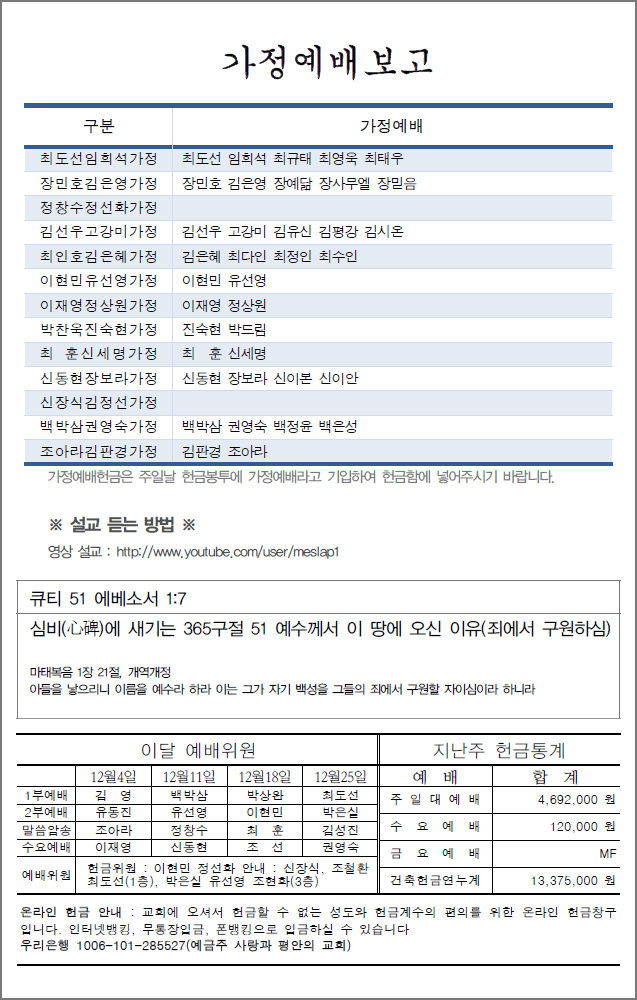 가정예배보고
구분 가정예배
최도선임희석가정 최도선 임희석 최규태 최영욱 최태우
장민호김은영가정 장민호 김은영 장예닮 장사무엘 장믿음
정창수정선화가정
김선우고강미가정 김선우 고강미 김유신 김평강 김시온
최인호김은혜가정 김은혜 최다인 최정인 최수인
이현민유선영가정 이현민 유선영
이재영정상원가정 이재영 정상원
박찬욱진숙현가정 진숙현 박드림
최 훈신세명가정 최 훈 신세명
신동현장보라가정 신동현 장보라 신이본 신이안
신장식김정선가정
백박삼권영숙가정 백박삼 권영숙 백정윤 백은성
조아라김판경가정 김판경 조아라
가정예배헌금은 주일날 헌금봉투에 가정예배라고 기입하여 헌금함에 넣어주시기 바랍니다.
※ 설교 듣는 방법 ※
영상 설교 : http://www.youtube.com/user/meslap1
큐티 51 에베소서 1:7
심비(心碑)에 새기는 365구절 51 예수께서 이 땅에 오신 이유(죄에서 구원하심)
마태복음 1장 21절, 개역개정
아들을 낳으리니 이름을 예수라 하라 이는 그가 자기 백성을 그들의 죄에서 구원할 자이심이라 하니라
이달 예배위원
12월4일 12월11일 12월18일 12월25일
1부예배 김 영 백박삼 박상완 최도선
2부예배 유동진 유선영 이현민 박은실
말씀암송 조아라 정창수 최 훈 김성진
수요예배 이재영 신동현 조 선 권영숙
예배위원 헌금위원 : 이현민 정선화 안내 : 신장식, 조철환
최도선(1층), 박은실 유선영 조현화(3층)
지난주 헌금통계
예 배 합 계
주 일 대 예 배 4,692,000 원
수 요 예 배 120,000 원
금 요 예 배 MF
건축헌금연누계 13,375,000 원
온라인 헌금 안내 : 교회에 오셔서 헌금할 수 없는 성도와 헌금계수의 편의를 위한 온라인 헌금창구
입니다. 인터넷뱅킹, 무통장입금, 폰뱅킹으로 입금하실 수 있습니다
우리은행 1006-101-285527(예금주 사랑과 평안의 교회)